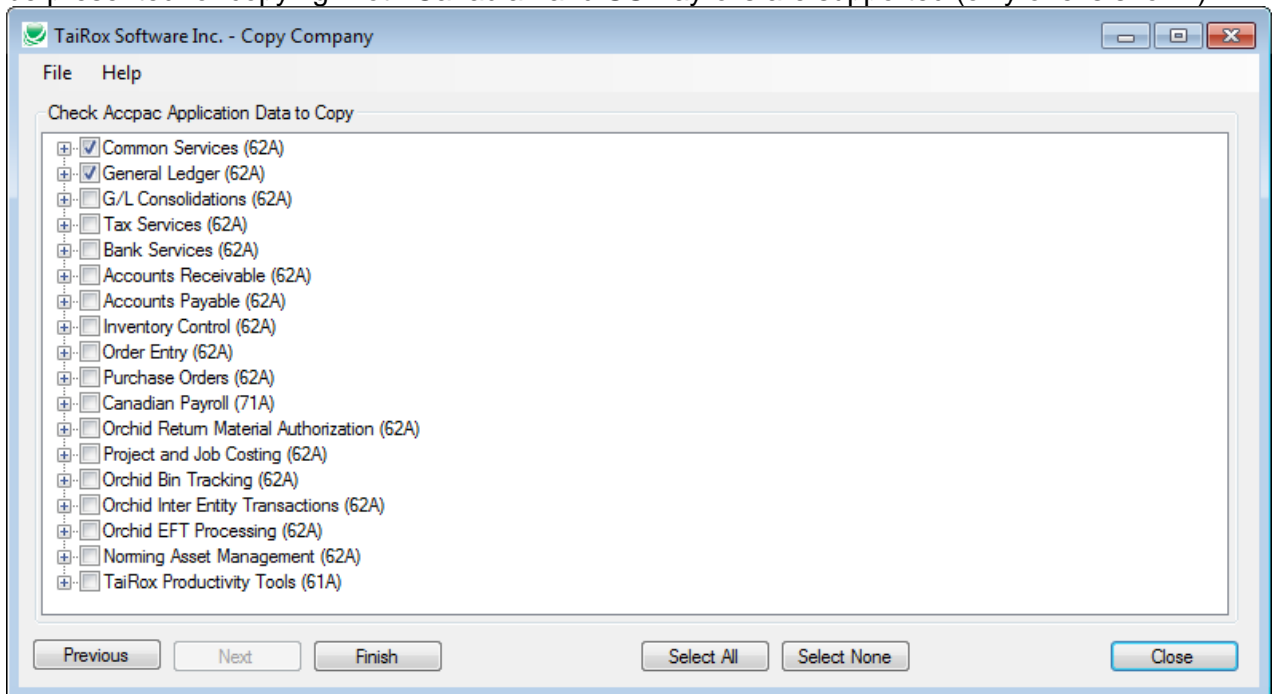 TaiRox Software Inc. - Copy Company
File Help
Check Accpac Application Data to Copy
Common Services (62A)
General Ledger (62A)
G/L Consolidations (62A)
Tax Services (62A)
Bank Services (62A)
Accounts Receivable (62A)
Accounts Payable (62A)
Inventory Control (62A)
Order Entry (62A)
Purchase Orders (62A)
Canadian Payroll (71A)
Orchid Return Material Authorization (62A)
Project and Job Costing (62A)
Orchid Bin Tracking (62A)
Orchid Inter Entity Transactions (62A)
Orchid EFT Processing (62A)
Norming Asset Management (62A)
TaiRox Productivity Tools (61A)
Previous Next Finish Select All Select None Close